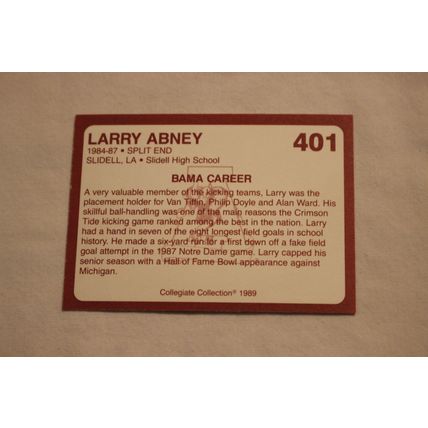 LARRY ABNEY
401
1984-87 • SPLIT END
SLIDELL, LA • Slidell High School
BAMA CAREER
A very valuable member of the kicking teams, Larry was the
placement holder for Van Tiffin, Philip Doyle and Alan Ward. His
skillful ball-handling was one of the main reasons the Crimson
Tide kicking game ranked among the best in the nation. Larry
had a hand in seven of the eight longest field goals in school
history. He made a six-yard run for a first down off a fake field
goal attempt in the 1987 Notre Dame game. Larry capped his
senior season with a Hall of Fame Bowl appearance against
Michigan.
Collegiate Collection® 1989